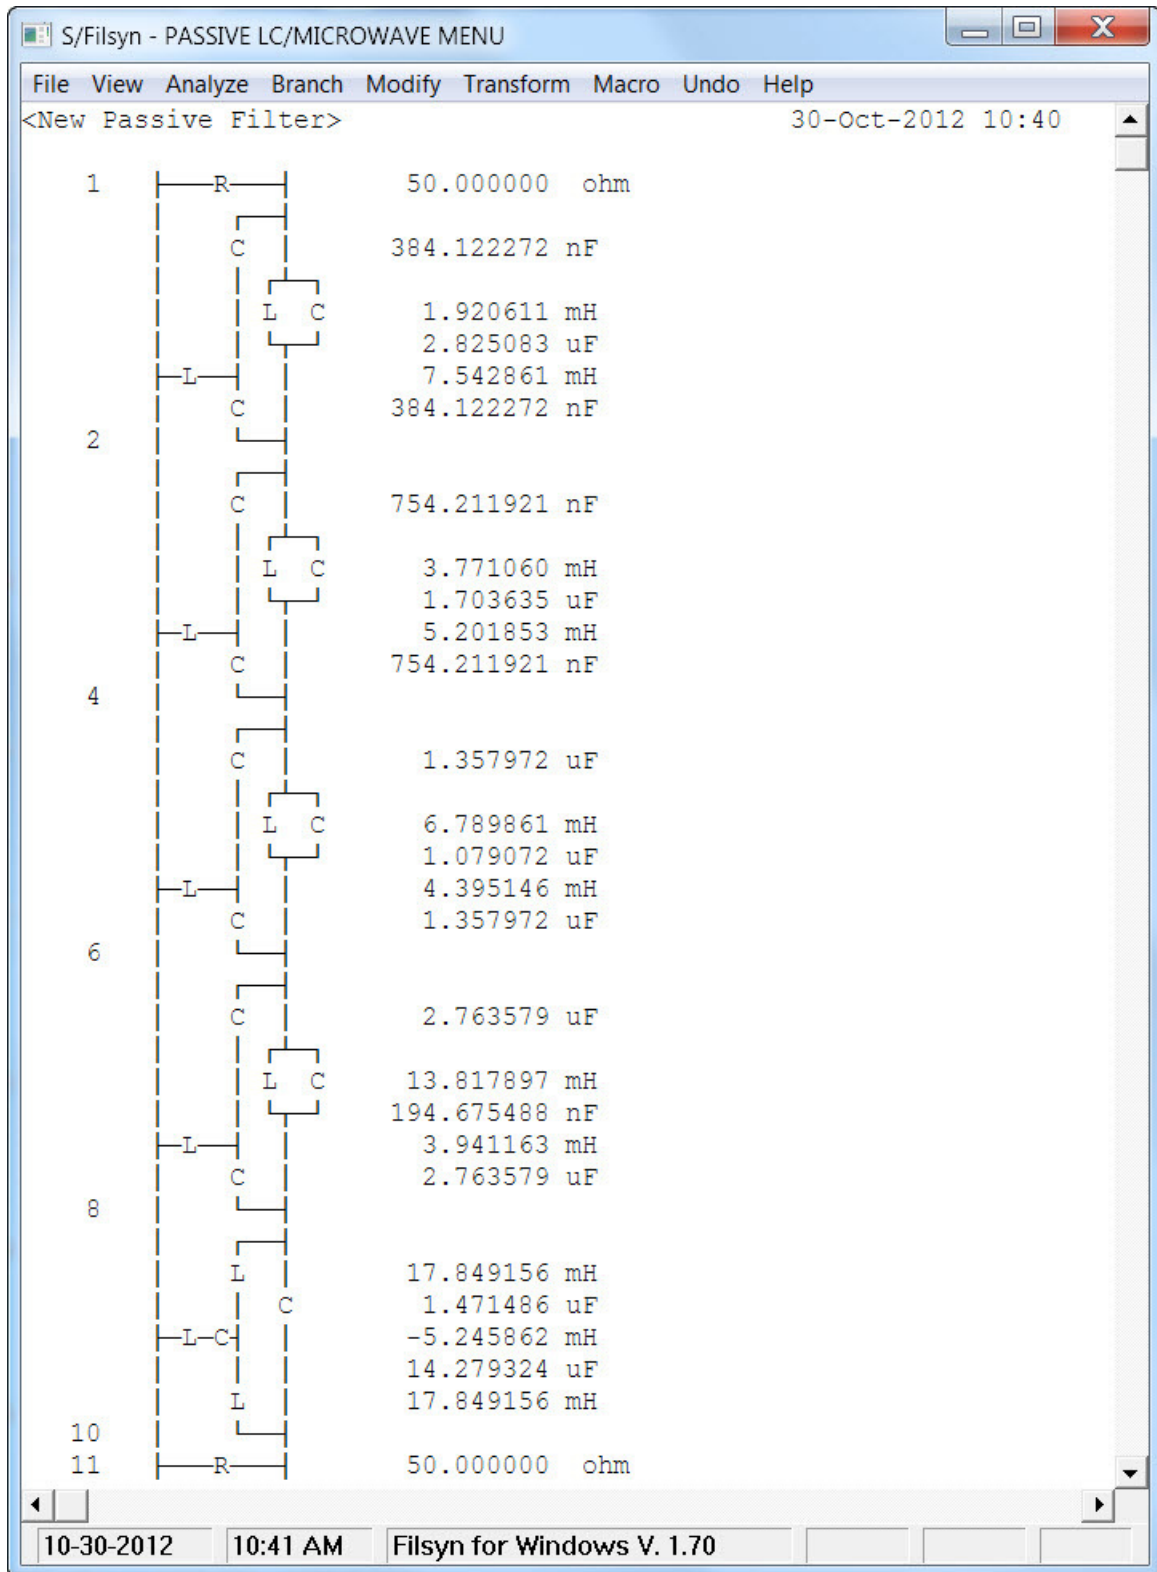 S/Filsyn - PASSIVE LC/MICROWAVE MENU
File View Analyze Branch Modify Transform Macro Undo Help
<New Passive Filter> 30-Oct-2012 10:40
1 R 50.000000 ohm
C 384.122272 nF
L C 1.920611 mH
2.825083 uF
L 7.542861 mH
C 384.122272 nF
2
C 754.211921 nF
L C 3.771060 mH
1.703635 uF
L 5.201853 mH
C 754.211921 nF
4
C 1.357972 uF
L C 6.789861 mH
1.079072 uF
L 4.395146 mH
C 1.357972 uF
6
C 2.763579 uF
L C 13.817897 mH
194.675488 nF
L 3.941163 mH
C 2.763579 uF
8
L 17.849156 mH
C 1.471486 uF
L C -5.245862 mH
14.279324 uF
L 17.849156 mH
10
11 R 50.000000 ohm
10-30-2012 10:41 AM Filsyn for Windows V. 1.70